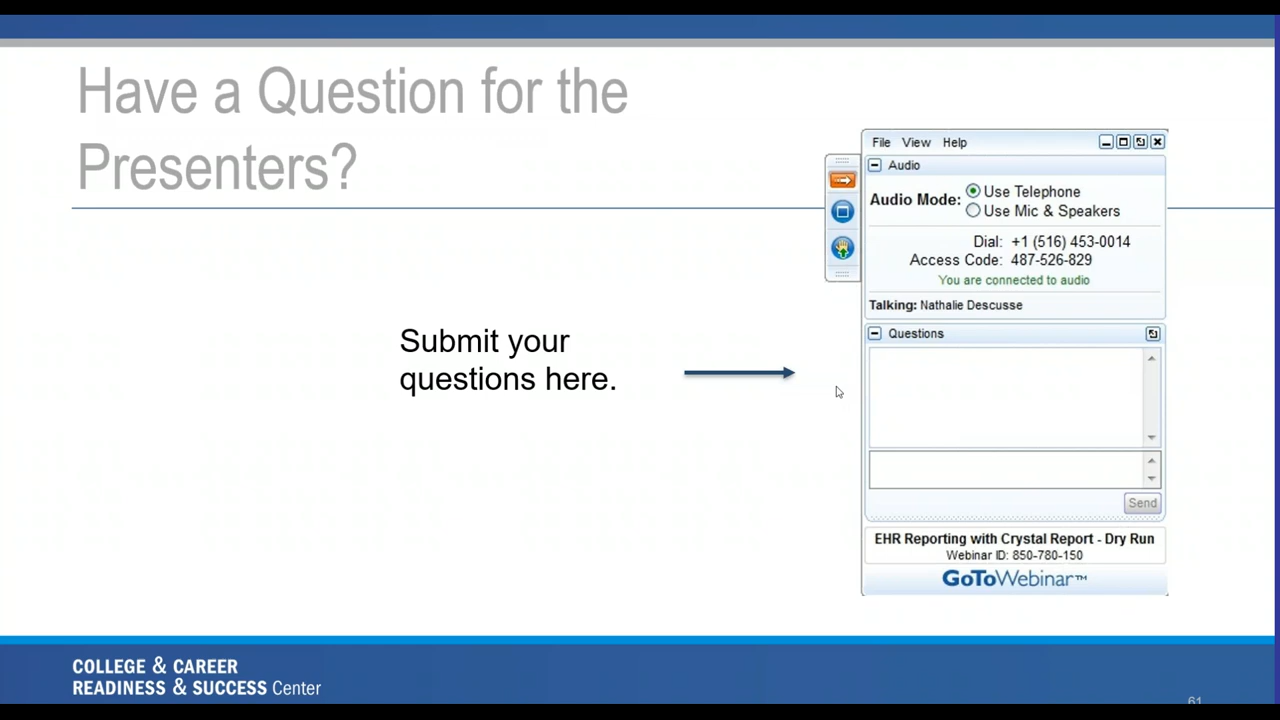 Have a Question for the
Presenters?
File View Help
Audio
Audio Mode: Use Telephone
Use Mic & Speakers
Dial: +1 (516) 453-0014
Access Code: 487-526-829
You are connected to audio
Talking: Nathalie Descusse
Submit your
questions here.
Questions
Send
EHR Reporting with Crystal Report - Dry Run
Webinar ID: 850-780-150
GoToWebinar™
COLLEGE & CAREER
READINESS & SUCCESS Center
61